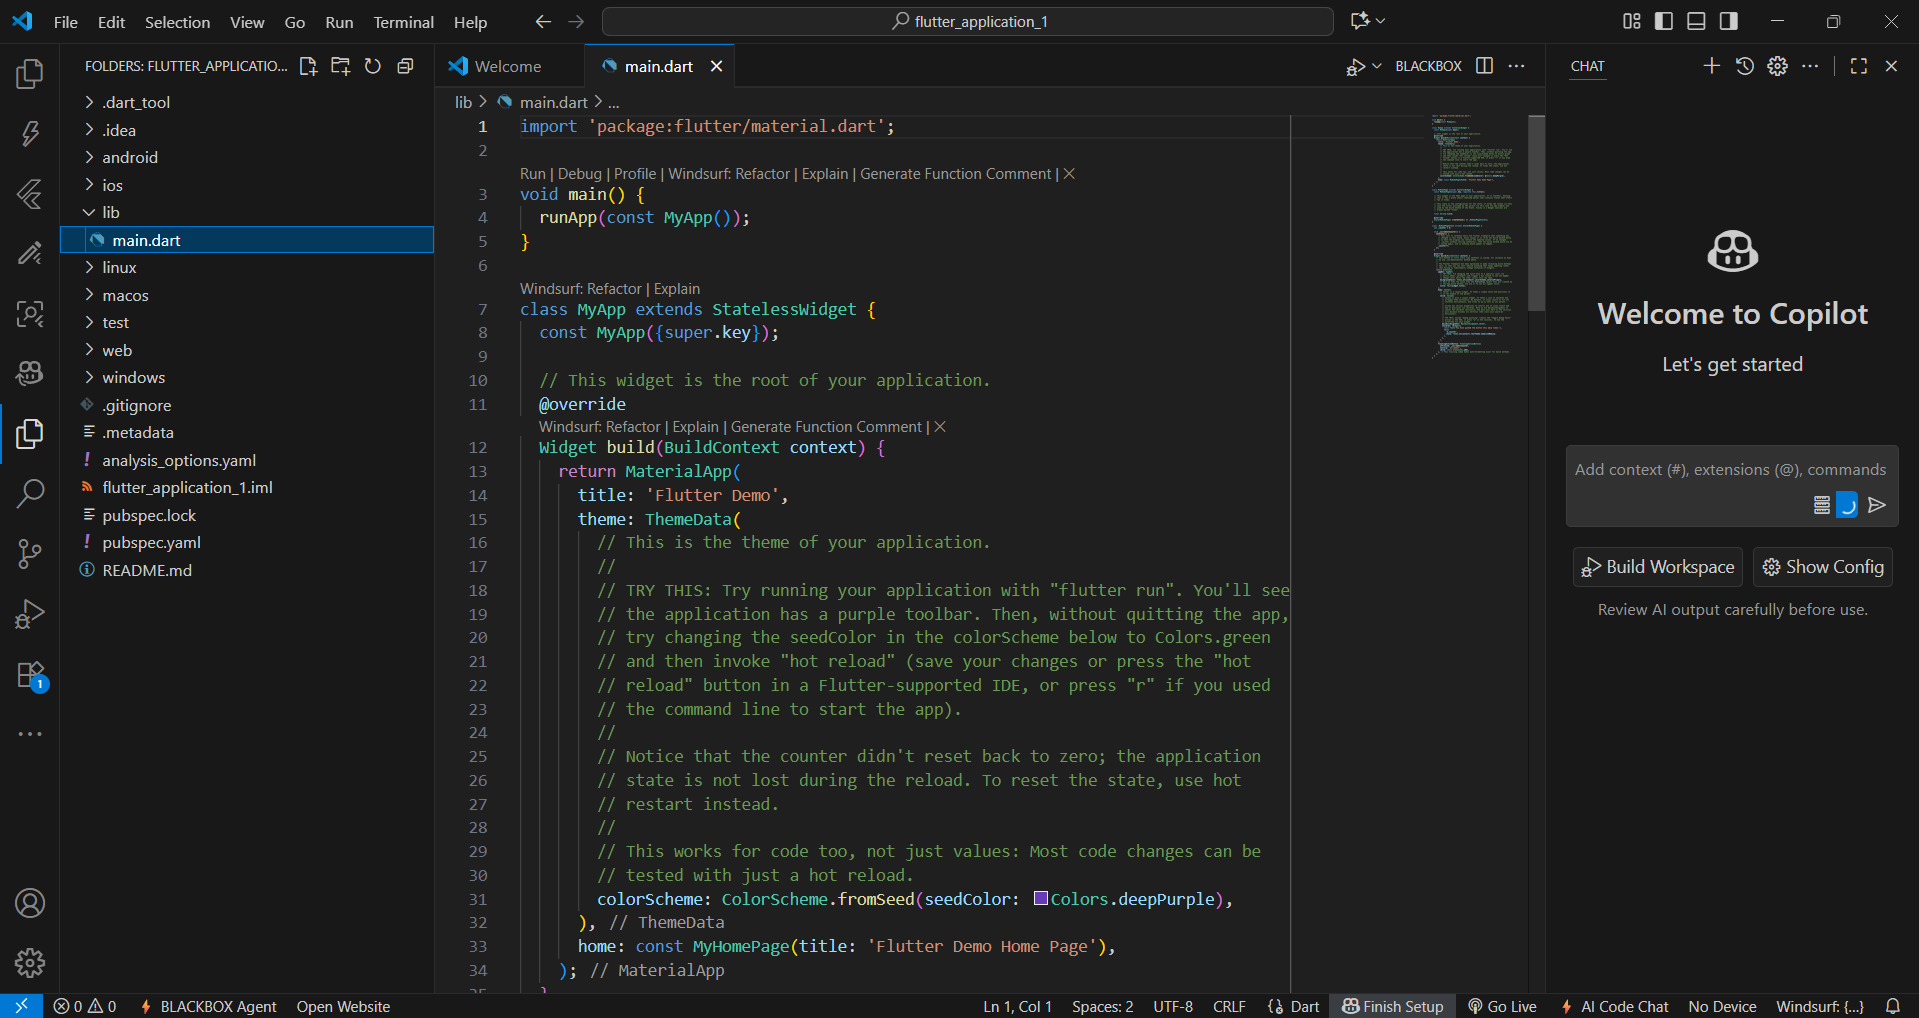 File Edit Selection View Go Run Terminal Help
flutter_application_1
FOLDERS: FLUTTER_APPLICATIO...
.dart_tool
.idea
android
ios
lib
main.dart
linux
macos
test
web
windows
.gitignore
.metadata
! analysis_options.yaml
flutter_application_1.iml
pubspec.lock
! pubspec.yaml
README.md
1
Welcome
main.dart
BLACKBOX
lib > main.dart > ...
1 import 'package:flutter/material.dart';
2
Run | Debug | Profile | Windsurf: Refactor | Explain | Generate Function Comment | X
3 void main() {
4 runApp(const MyApp());
5 }
6
Windsurf: Refactor | Explain
7 class MyApp extends StatelessWidget {
8 const MyApp({super.key});
9
10 // This widget is the root of your application.
11 @override
Windsurf: Refactor | Explain | Generate Function Comment | X
12 Widget build(BuildContext context) {
13 return MaterialApp(
14 title: 'Flutter Demo',
15 theme: ThemeData(
16 // This is the theme of your application.
17 //
18 // TRY THIS: Try running your application with "flutter run". You'll see
19 // the application has a purple toolbar. Then, without quitting the app,
20 // try changing the seedColor in the colorScheme below to Colors.green
21 // and then invoke "hot reload" (save your changes or press the "hot
22 // reload" button in a Flutter-supported IDE, or press "r" if you used
23 // the command line to start the app).
24 //
25 // Notice that the counter didn't reset back to zero; the application
26 // state is not lost during the reload. To reset the state, use hot
27 // restart instead.
28 //
29 // This works for code too, not just values: Most code changes can be
30 // tested with just a hot reload.
31 colorScheme: ColorScheme.fromSeed(seedColor: Colors.deepPurple),
32 ), // ThemeData
33 home: const MyHomePage(title: 'Flutter Demo Home Page'),
34 ); // MaterialApp
CHAT
Welcome to Copilot
Let's get started
Add context (#), extensions (@), commands
Build Workspace
Show Config
Review AI output carefully before use.
0 0 BLACKBOX Agent Open Website
Ln 1, Col 1 Spaces: 2 UTF-8 CRLF Dart Finish Setup Go Live AI Code Chat No Device Windsurf: {...}